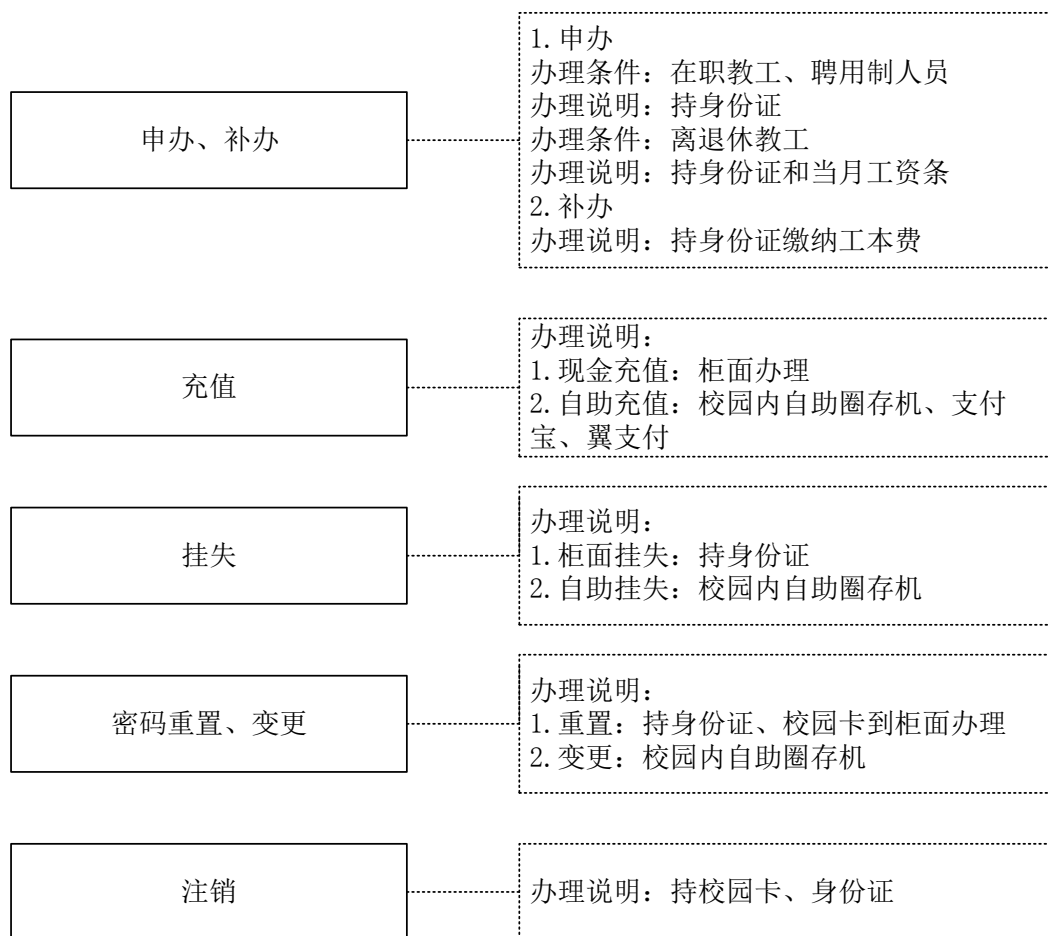 申办、补办
1.申办
办理条件：在职教工、聘用制人员
办理说明：持身份证
办理条件：离退休教工
办理说明：持身份证和当月工资条
2.补办
办理说明：持身份证缴纳工本费
充值
办理说明：
1.现金充值：柜面办理
2.自助充值：校园内自助圈存机、支付
宝、翼支付
挂失
办理说明：
1.柜面挂失：持身份证
2.自助挂失：校园内自助圈存机
密码重置、变更
办理说明：
1.重置：持身份证、校园卡到柜面办理
2.变更：校园内自助圈存机
注销
办理说明：持校园卡、身份证